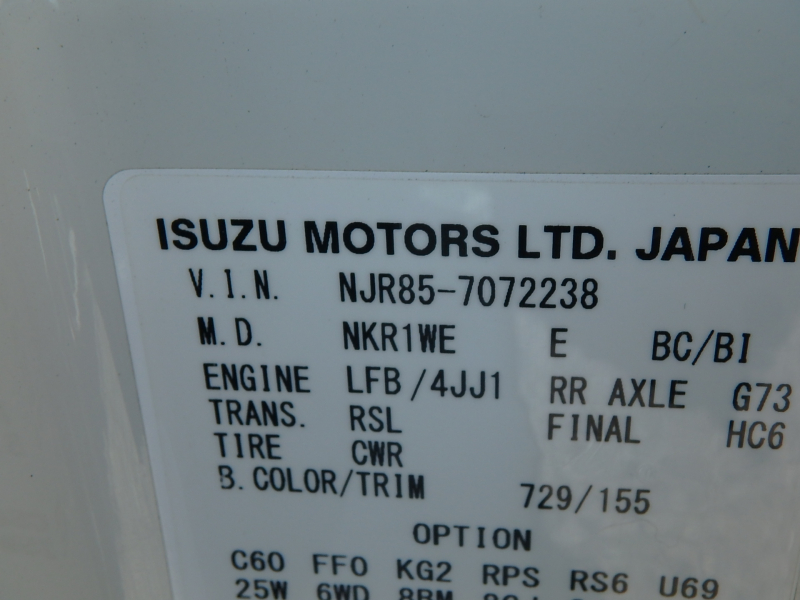 ISUZU MOTORS LTD. JAPAN
V.I.N. NJR85-7072238
M.D. NKR1WE E BC/BI
ENGINE LFB/4JJ1 RR AXLE G73
TRANS. RSL FINAL HC6
TIRE CWR
B.COLOR/TRIM 729/155
OPTION
C60 FF0 KG2 RPS RS6 U69
25W 6WD 8RM